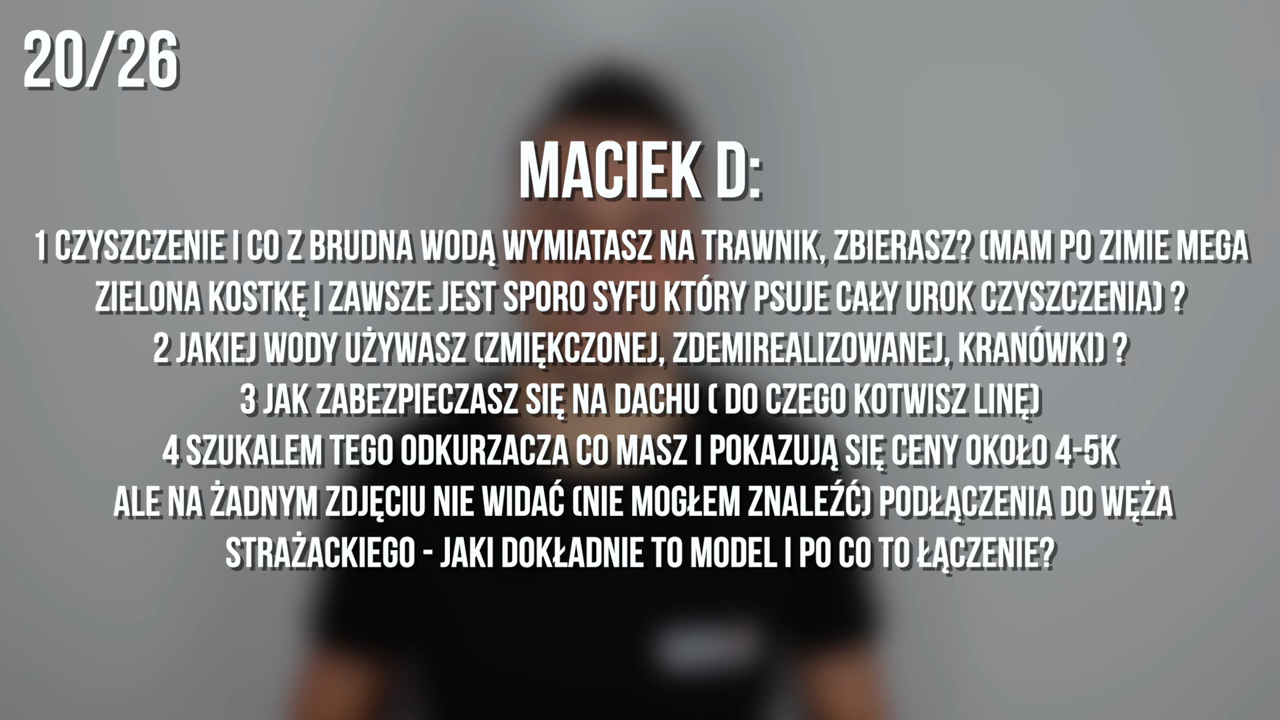 20/26
MACIEK D:
1 CZYSZCZENIE I CO Z BRUDNA WODĄ WYMIATASZ NA TRAWNIK, ZBIERASZ? (MAM PO ZIMIE MEGA
ZIELONA KOSTKĘ I ZAWSZE JEST SPORO SYFU KTÓRY PSUJE CAŁY UROK CZYSZCZENIA) ?
2 JAKIEJ WODY UŻYWASZ (ZMIĘKCZONEJ, ZDEMIREALIZOWANEJ, KRANÓWKI) ?
3 JAK ZABEZPIECZASZ SIĘ NA DACHU ( DO CZEGO KOTWISZ LINĘ)
4 SZUKALEM TEGO ODKURZACZA CO MASZ I POKAZUJĄ SIĘ CENY OKOŁO 4-5K
ALE NA ŻADNYM ZDJĘCIU NIE WIDAĆ (NIE MOGŁEM ZNALEŹĆ) PODŁĄCZENIA DO WĘŻA
STRAŻACKIEGO - JAKI DOKŁADNIE TO MODEL I PO CO TO ŁĄCZENIE?